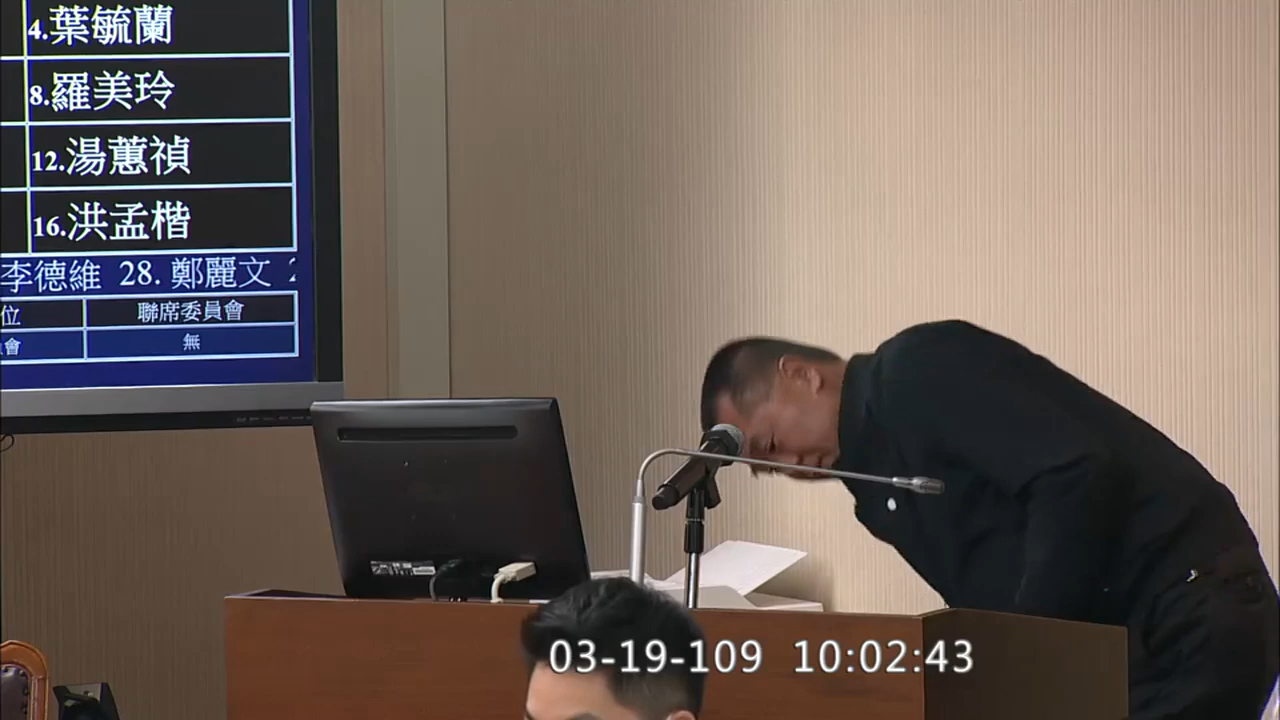 4.葉毓蘭
8.羅美玲
12.湯蕙禎
16.洪孟楷
李德維 28. 鄭麗文
位 聯席委員會
會 無
03-19-109 10:02:43